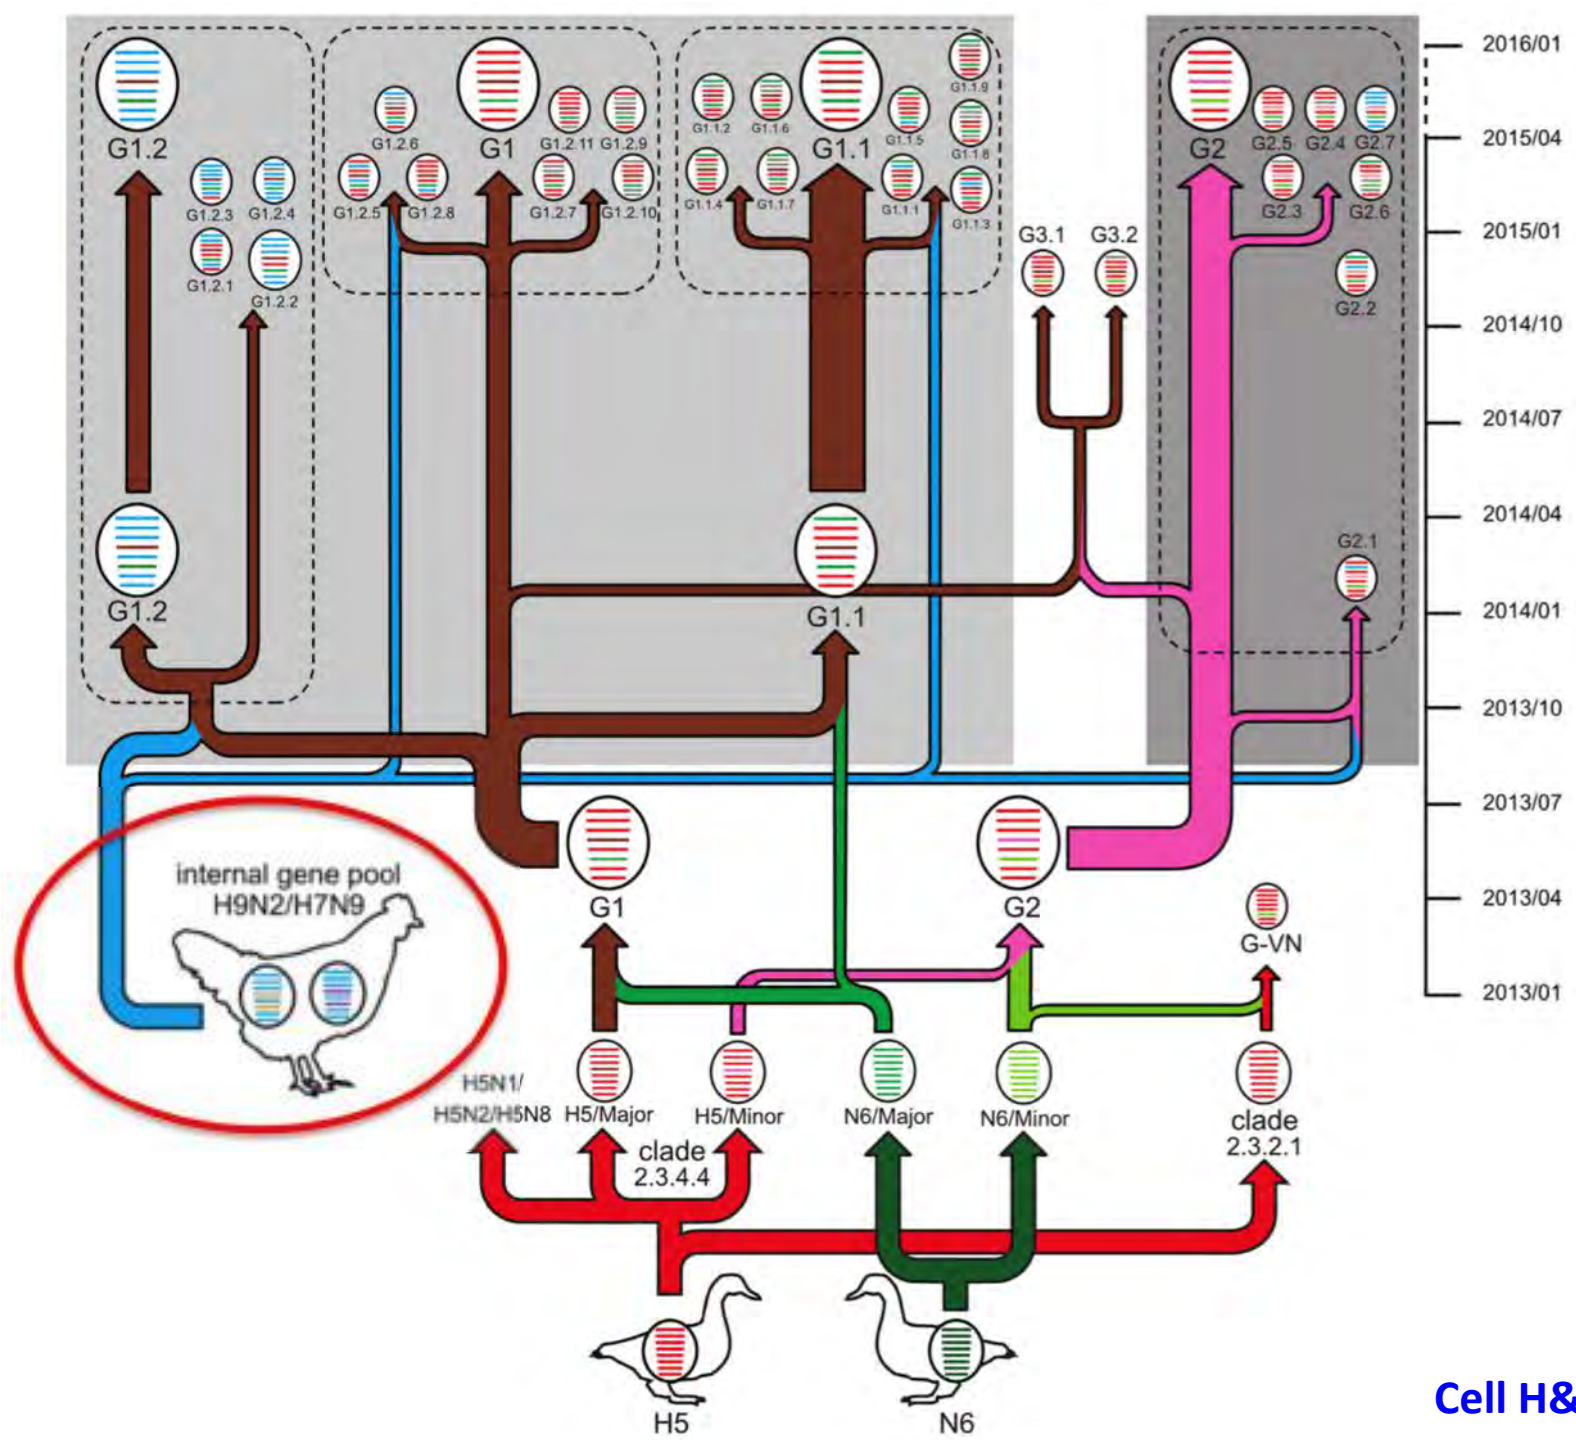 2016/01
G1.1.9
G1.2.6
G1.1.2
G1.1.6
G1.2
G1
G1.2.11
G1.2.9
G1.1
G1.1.5
G1.1.8
G2
G2.5
G2.4
G2.7
2015/04
G1.2.3
G1.2.4
G1.2.5
G1.2.8
G1.2.7
G1.2.10
G1.1.4
G1.1.7
G1.1.1
G1.1.3
G2.3
G2.6
2015/01
G3.1
G3.2
G1.2.1
G1.2.2
G2.2
2014/10
2014/07
2014/04
G2.1
G1.2
G1.1
2014/01
2013/10
2013/07
internal gene pool
H9N2/H7N9
G1
G2
2013/04
G-VN
2013/01
H5N1/
H5N2/H5N8
H5/Major
H5/Minor
N6/Major
N6/Minor
clade
2.3.2.1
clade
2.3.4.4
H5
N6
Cell H&